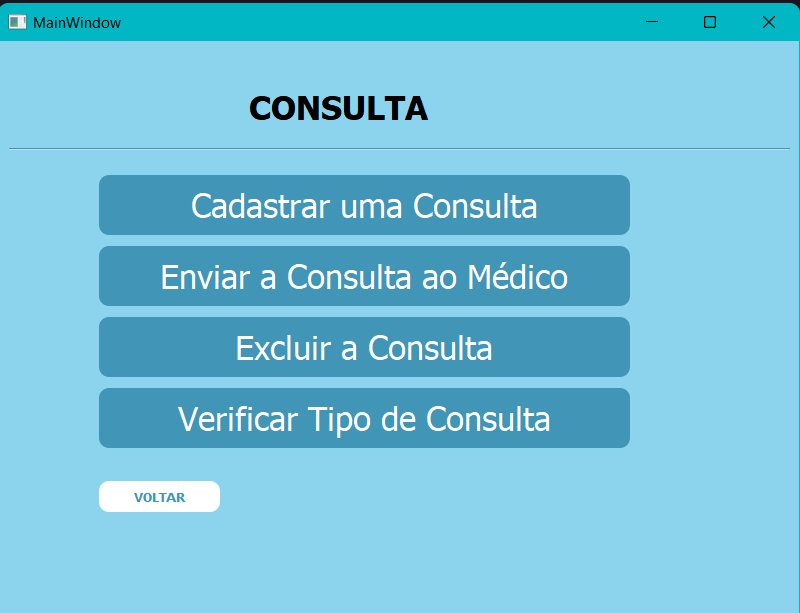 MainWindow
CONSULTA
Cadastrar uma Consulta
Enviar a Consulta ao Médico
Excluir a Consulta
Verificar Tipo de Consulta
VOLTAR